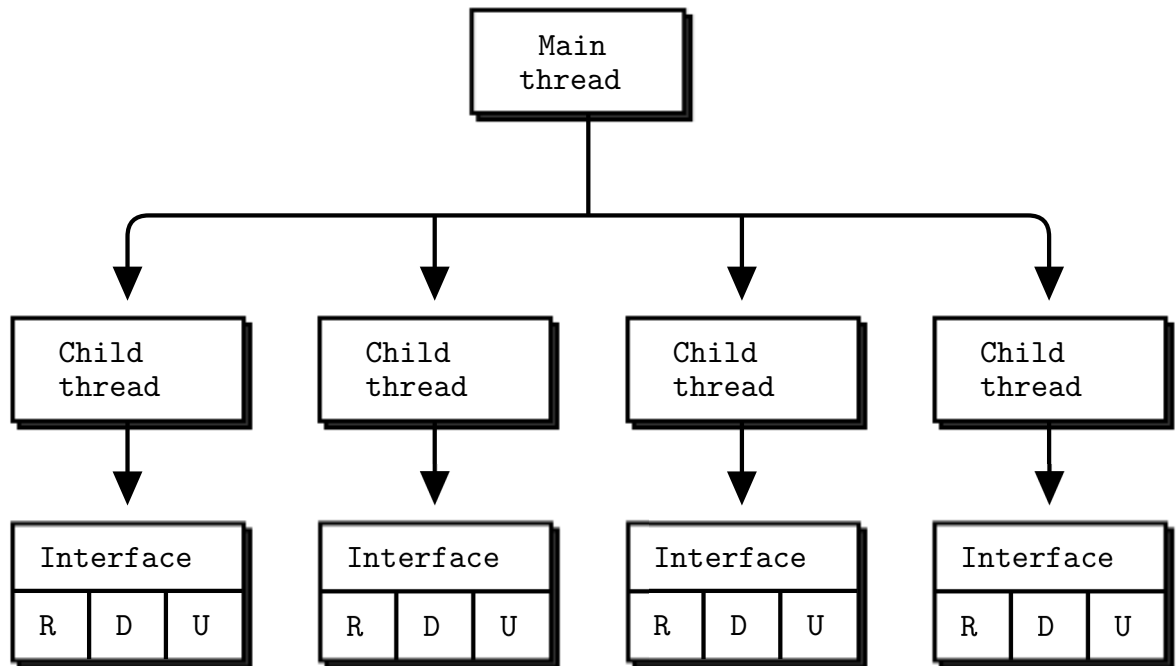 Main
thread
Child
thread
Child
thread
Child
thread
Child
thread
Interface
R D U
Interface
R D U
Interface
R D U
Interface
R D U